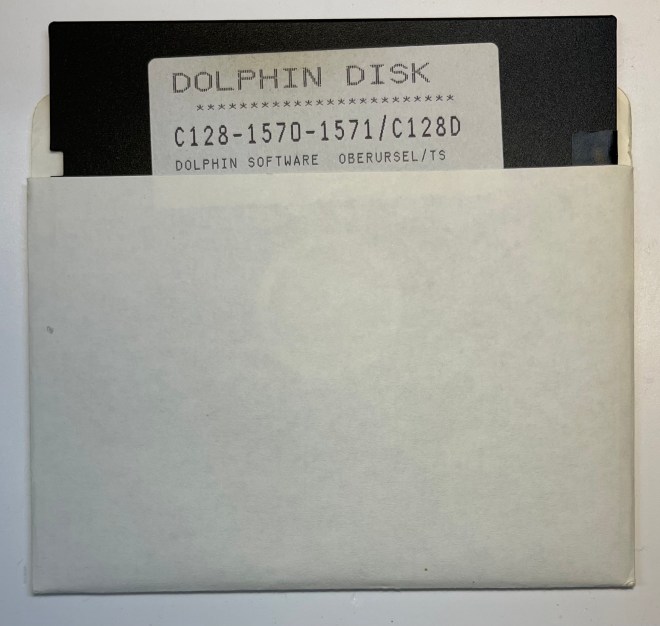 DOLPHIN DISK
************************
C128-1570-1571/C128D
DOLPHIN SOFTWARE OBERURSEL/TS